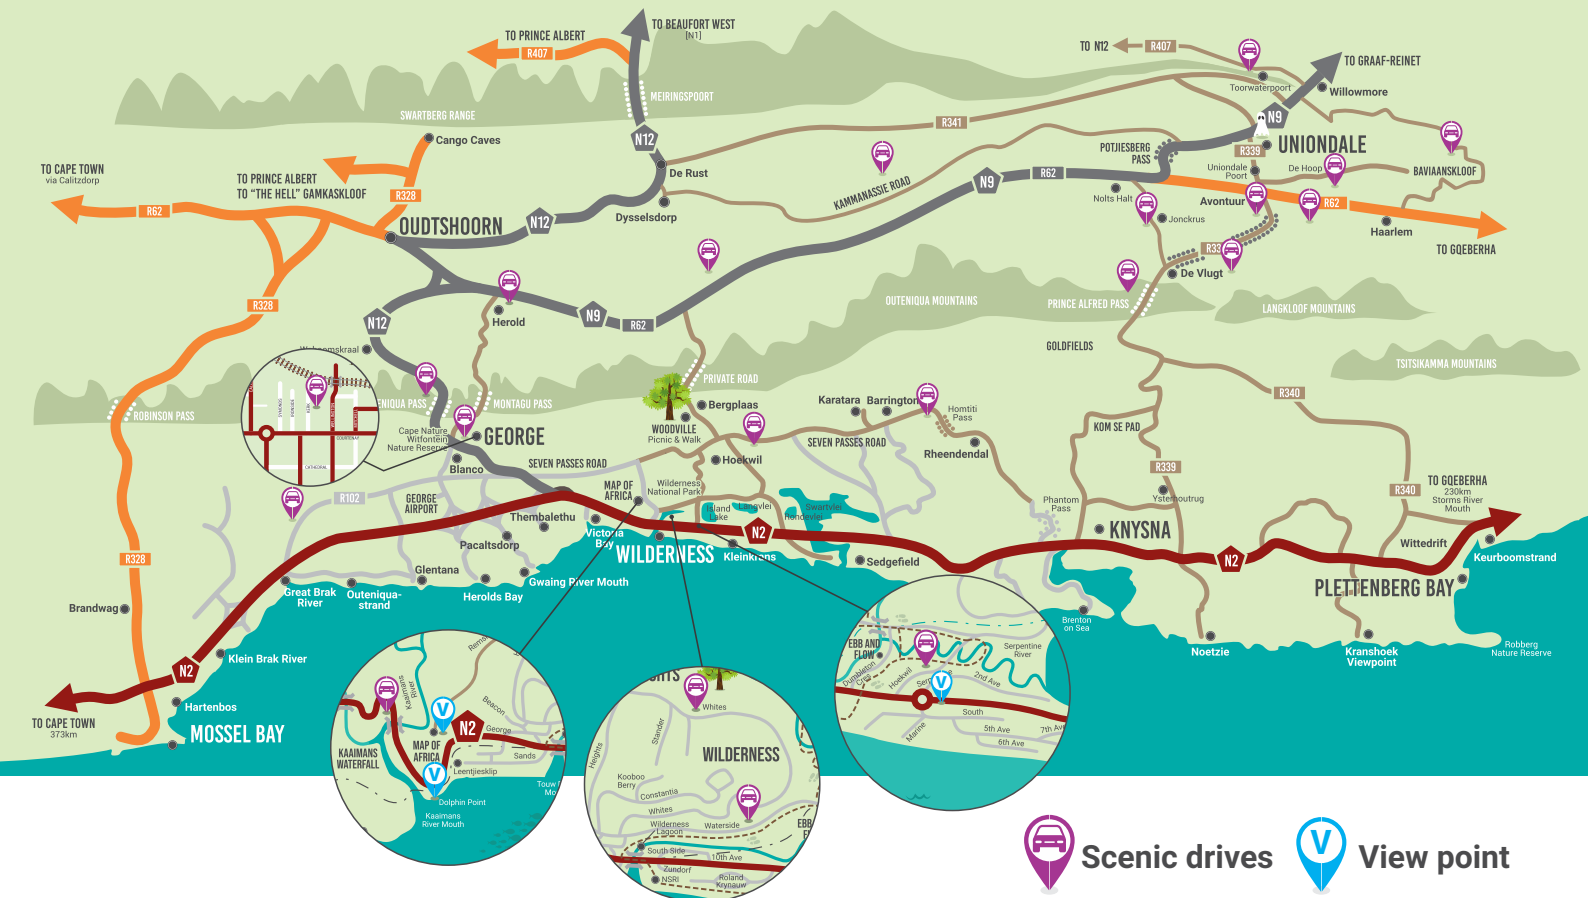 TO BEAUFORT WEST
[N1]
TO PRINCE ALBERT
R407
MEIRINGSPOORT
SWARTBERG RANGE
Cango Caves
N12
De Rust
Dysselsdorp
R341
KAMMANASSIE ROAD
TO N12
R407
Toorwaterpoort
TO GRAAF-REINET
Willowmore
N9
UNIONDALE
R339
POTJIESBERG
PASS
Uniondale
Poort
De Hoop
BAVIAANSKLOOF
Nolts Halt
Jonckrus
Avontuur
R62
Haarlem
TO GQEBERHA
De Vlugt
TO CAPE TOWN
via Calitzdorp
R62
TO PRINCE ALBERT
TO "THE HELL" GAMKASKLOOF
R328
OUDTSHOORN
N12
N9
R62
R328
N12
Herold
N9
R62
OUTENIQUA MOUNTAINS
PRINCE ALFRED PASS
LANGKLOOF MOUNTAINS
GOLDFIELDS
TSITSIKAMMA MOUNTAINS
ROBINSON PASS
MONTAGU PASS
PRIVATE ROAD
Cape Nature
Witfontein
Nature Reserve
GEORGE
Blanco
SEVEN PASSES ROAD
WOODVILLE
Picnic & Walk
Bergplaas
Hoekwil
Karatara
Barrington
SEVEN PASSES ROAD
Homtiti
Pass
Rheenendal
KOM SE PAD
R339
Ysternoutrug
R340
R340
TO GQEBERHA
230km
Storms River
Mouth
CATHEDRAL
COURTENAY
R102
GEORGE
AIRPORT
Thembalethu
Pacaltsdorp
MAP OF
AFRICA
Wilderness
National Park
Island
Lake
Langvlei
Rondevlei
Swartvlei
Phantom
Pass
KNYSNA
Victoria
Bay
WILDERNESS
N2
Kleinkrans
Sedgefield
N2
Wittedrift
Keurboomstrand
PLETTENBERG BAY
R328
Brandwag
Great Brak
River
Outeniqua-
strand
Glentana
Herolds Bay
Gwaing River Mouth
Klein Brak River
N2
Hartenbos
MOSSEL BAY
TO CAPE TOWN
373km
Brenton
on Sea
Noetzie
Kranshoek
Viewpoint
Robberg
Nature Reserve
Kaaimans
River
Beacon
V
N2
George
MAP OF
AFRICA
KAAIMANS
WATERFALL
Sands
Leentjiesklip
V
Dolphin Point
Kaaimans
River Mouth
Whites
Stander
Heights
WILDERNESS
Kooboo
Berry
Constantia
Whites
Wilderness
Lagoon
Waterside
South Side
10th Ave
Zundorf
NSRI
Roland
Krynauw
EBB AND
FLOW
Dumbleton
Cres
Hoekwil
Serpentine
River
2nd Ave
V
South
Marine
5th Ave
6th Ave
Scenic drives
V
View point